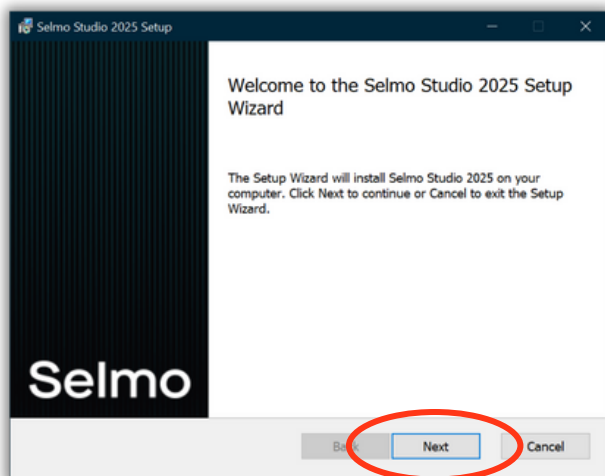 Selmo Studio 2025 Setup
Welcome to the Selmo Studio 2025 Setup
Wizard
The Setup Wizard will install Selmo Studio 2025 on your
computer. Click Next to continue or Cancel to exit the Setup
Wizard.
Selmo
Back Next Cancel